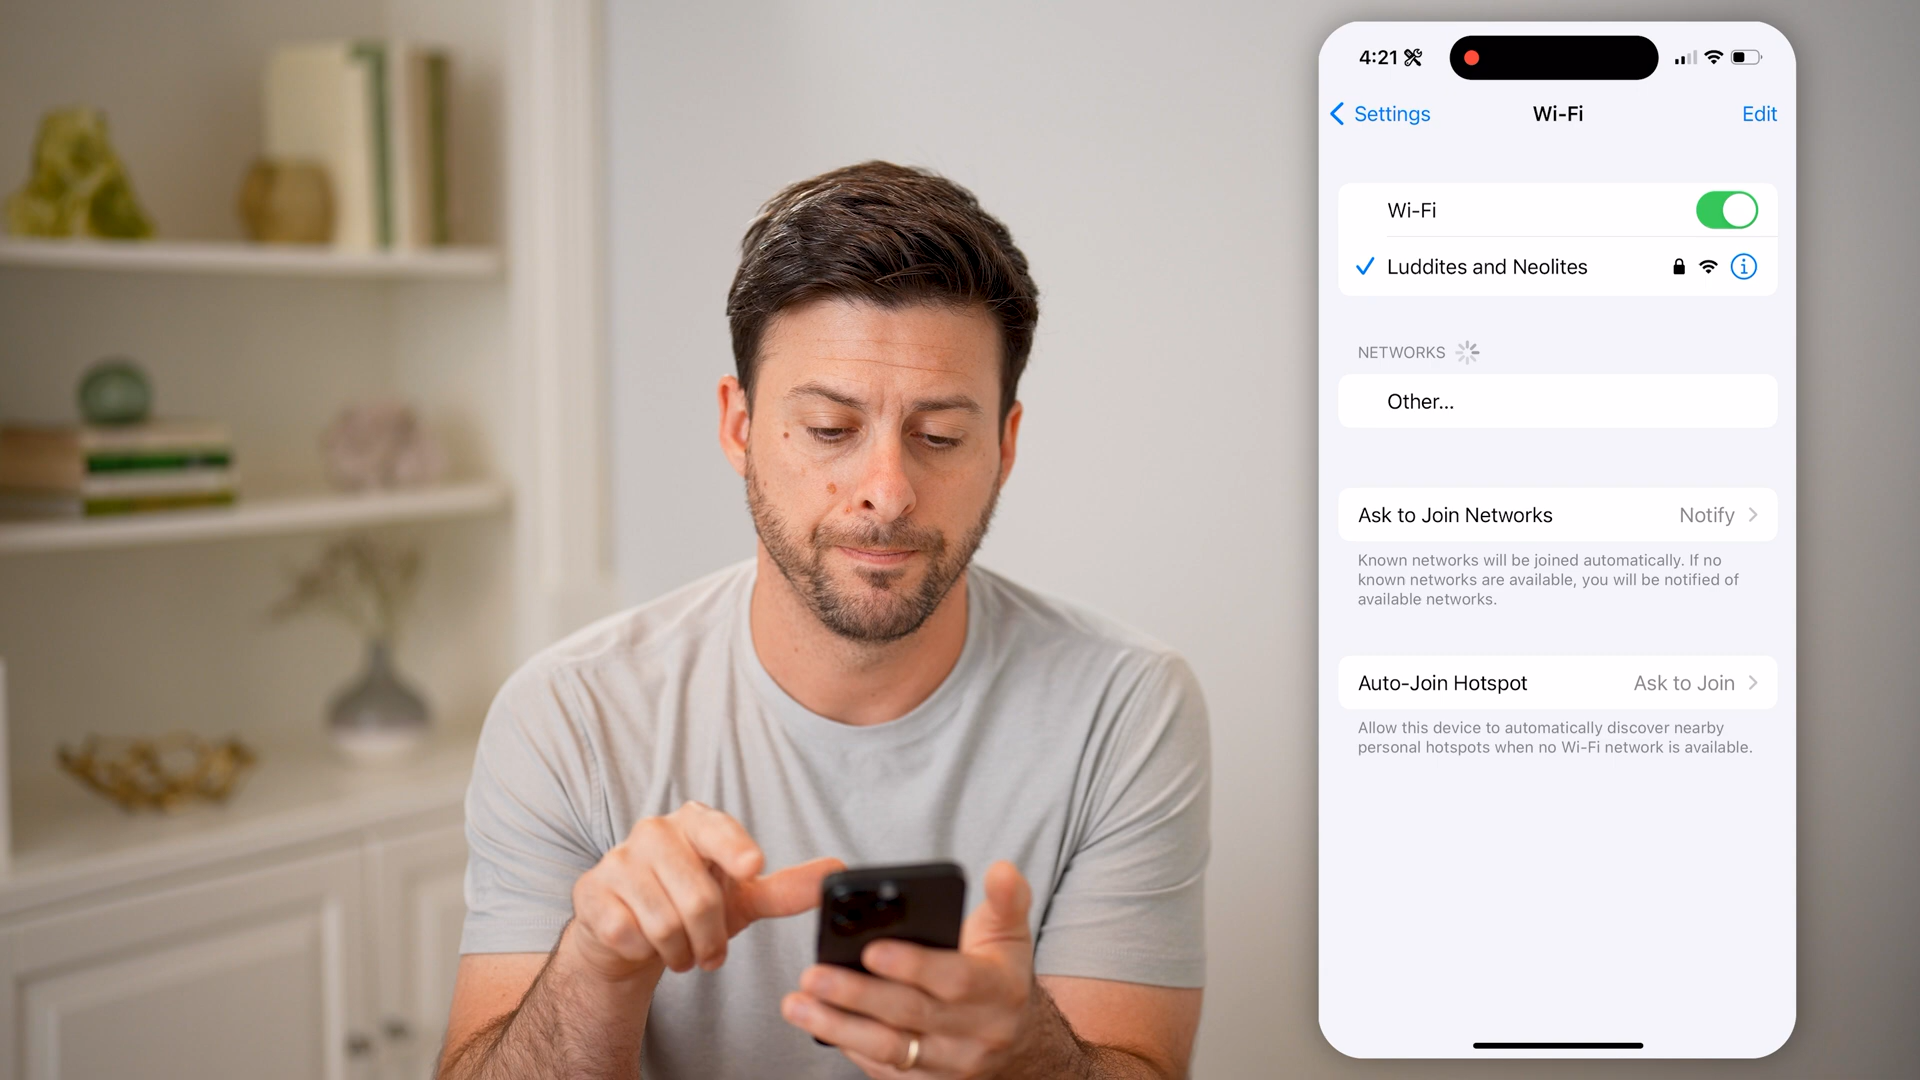 4:21
Settings
Wi-Fi
Edit
Wi-Fi
Luddites and Neolites
NETWORKS
Other...
Ask to Join Networks Notify
Known networks will be joined automatically. If no
known networks are available, you will be notified of
available networks.
Auto-Join Hotspot Ask to Join
Allow this device to automatically discover nearby
personal hotspots when no Wi-Fi network is available.